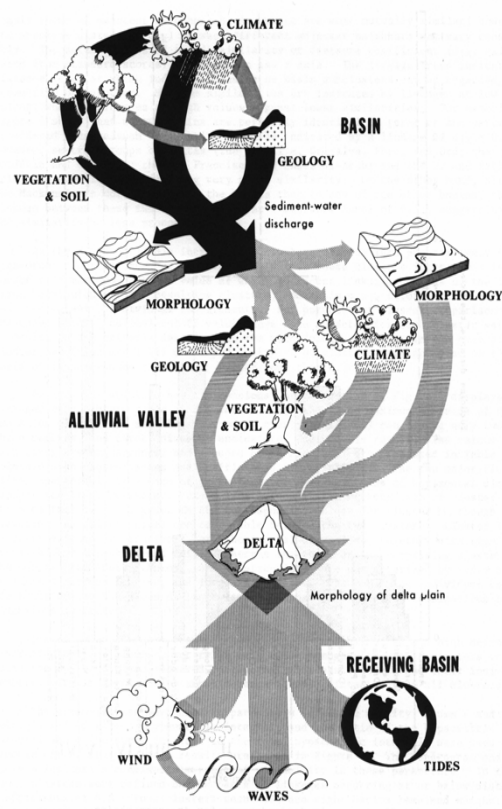 CLIMATE
BASIN
GEOLOGY
VEGETATION
& SOIL
Sediment-water
discharge
MORPHOLOGY
MORPHOLOGY
GEOLOGY
CLIMATE
VEGETATION
& SOIL
ALLUVIAL VALLEY
DELTA
DELTA
Morphology of delta plain
RECEIVING BASIN
WIND
TIDES
WAVES